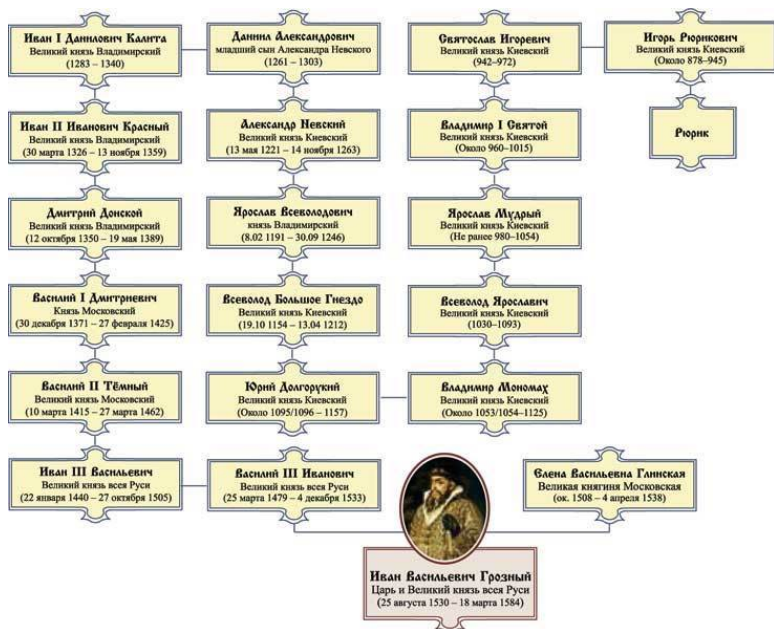 Иван I Данилович Калита
Великий князь Владимирский
(1283 – 1340)
Даниил Александрович
младший сын Александра Невского
(1261 – 1303)
Святослав Игоревич
Великий князь Киевский
(942–972)
Игорь Рюрикович
Великий князь Киевский
(Около 878–945)
Иван II Иванович Красный
Великий князь Владимирский
(30 марта 1326 – 13 ноября 1359)
Александр Невский
Великий князь Киевский
(13 мая 1221 – 14 ноября 1263)
Владимир I Святой
Великий князь Киевский
(Около 960–1015)
Рюрик
Дмитрий Донской
Великий князь Владимирский
(12 октября 1350 – 19 мая 1389)
Ярослав Всеволодович
князь Владимирский
(8.02 1191 – 30.09 1246)
Ярослав Мудрый
Великий князь Киевский
(Не ранее 980–1054)
Василий I Дмитриевич
Князь Московский
(30 декабря 1371 – 27 февраля 1425)
Всеволод Большое Гнездо
Великий князь Киевский
(19.10 1154 – 13.04 1212)
Всеволод Ярославич
Великий князь Киевский
(1030–1093)
Василий II Тёмный
Великий князь Московский
(10 марта 1415 – 27 марта 1462)
Юрий Долгорукий
Великий князь Киевский
(Около 1095/1096 – 1157)
Владимир Мономах
Великий князь Киевский
(Около 1053/1054–1125)
Иван III Васильевич
Великий князь всея Руси
(22 января 1440 – 27 октября 1505)
Василий III Иванович
Великий князь всея Руси
(25 марта 1479 – 4 декабря 1533)
Елена Васильевна Глинская
Великая княгиня Московская
(ок. 1508 – 4 апреля 1538)
Иван Васильевич Грозный
Царь и Великий князь всея Руси
(25 августа 1530 – 18 марта 1584)